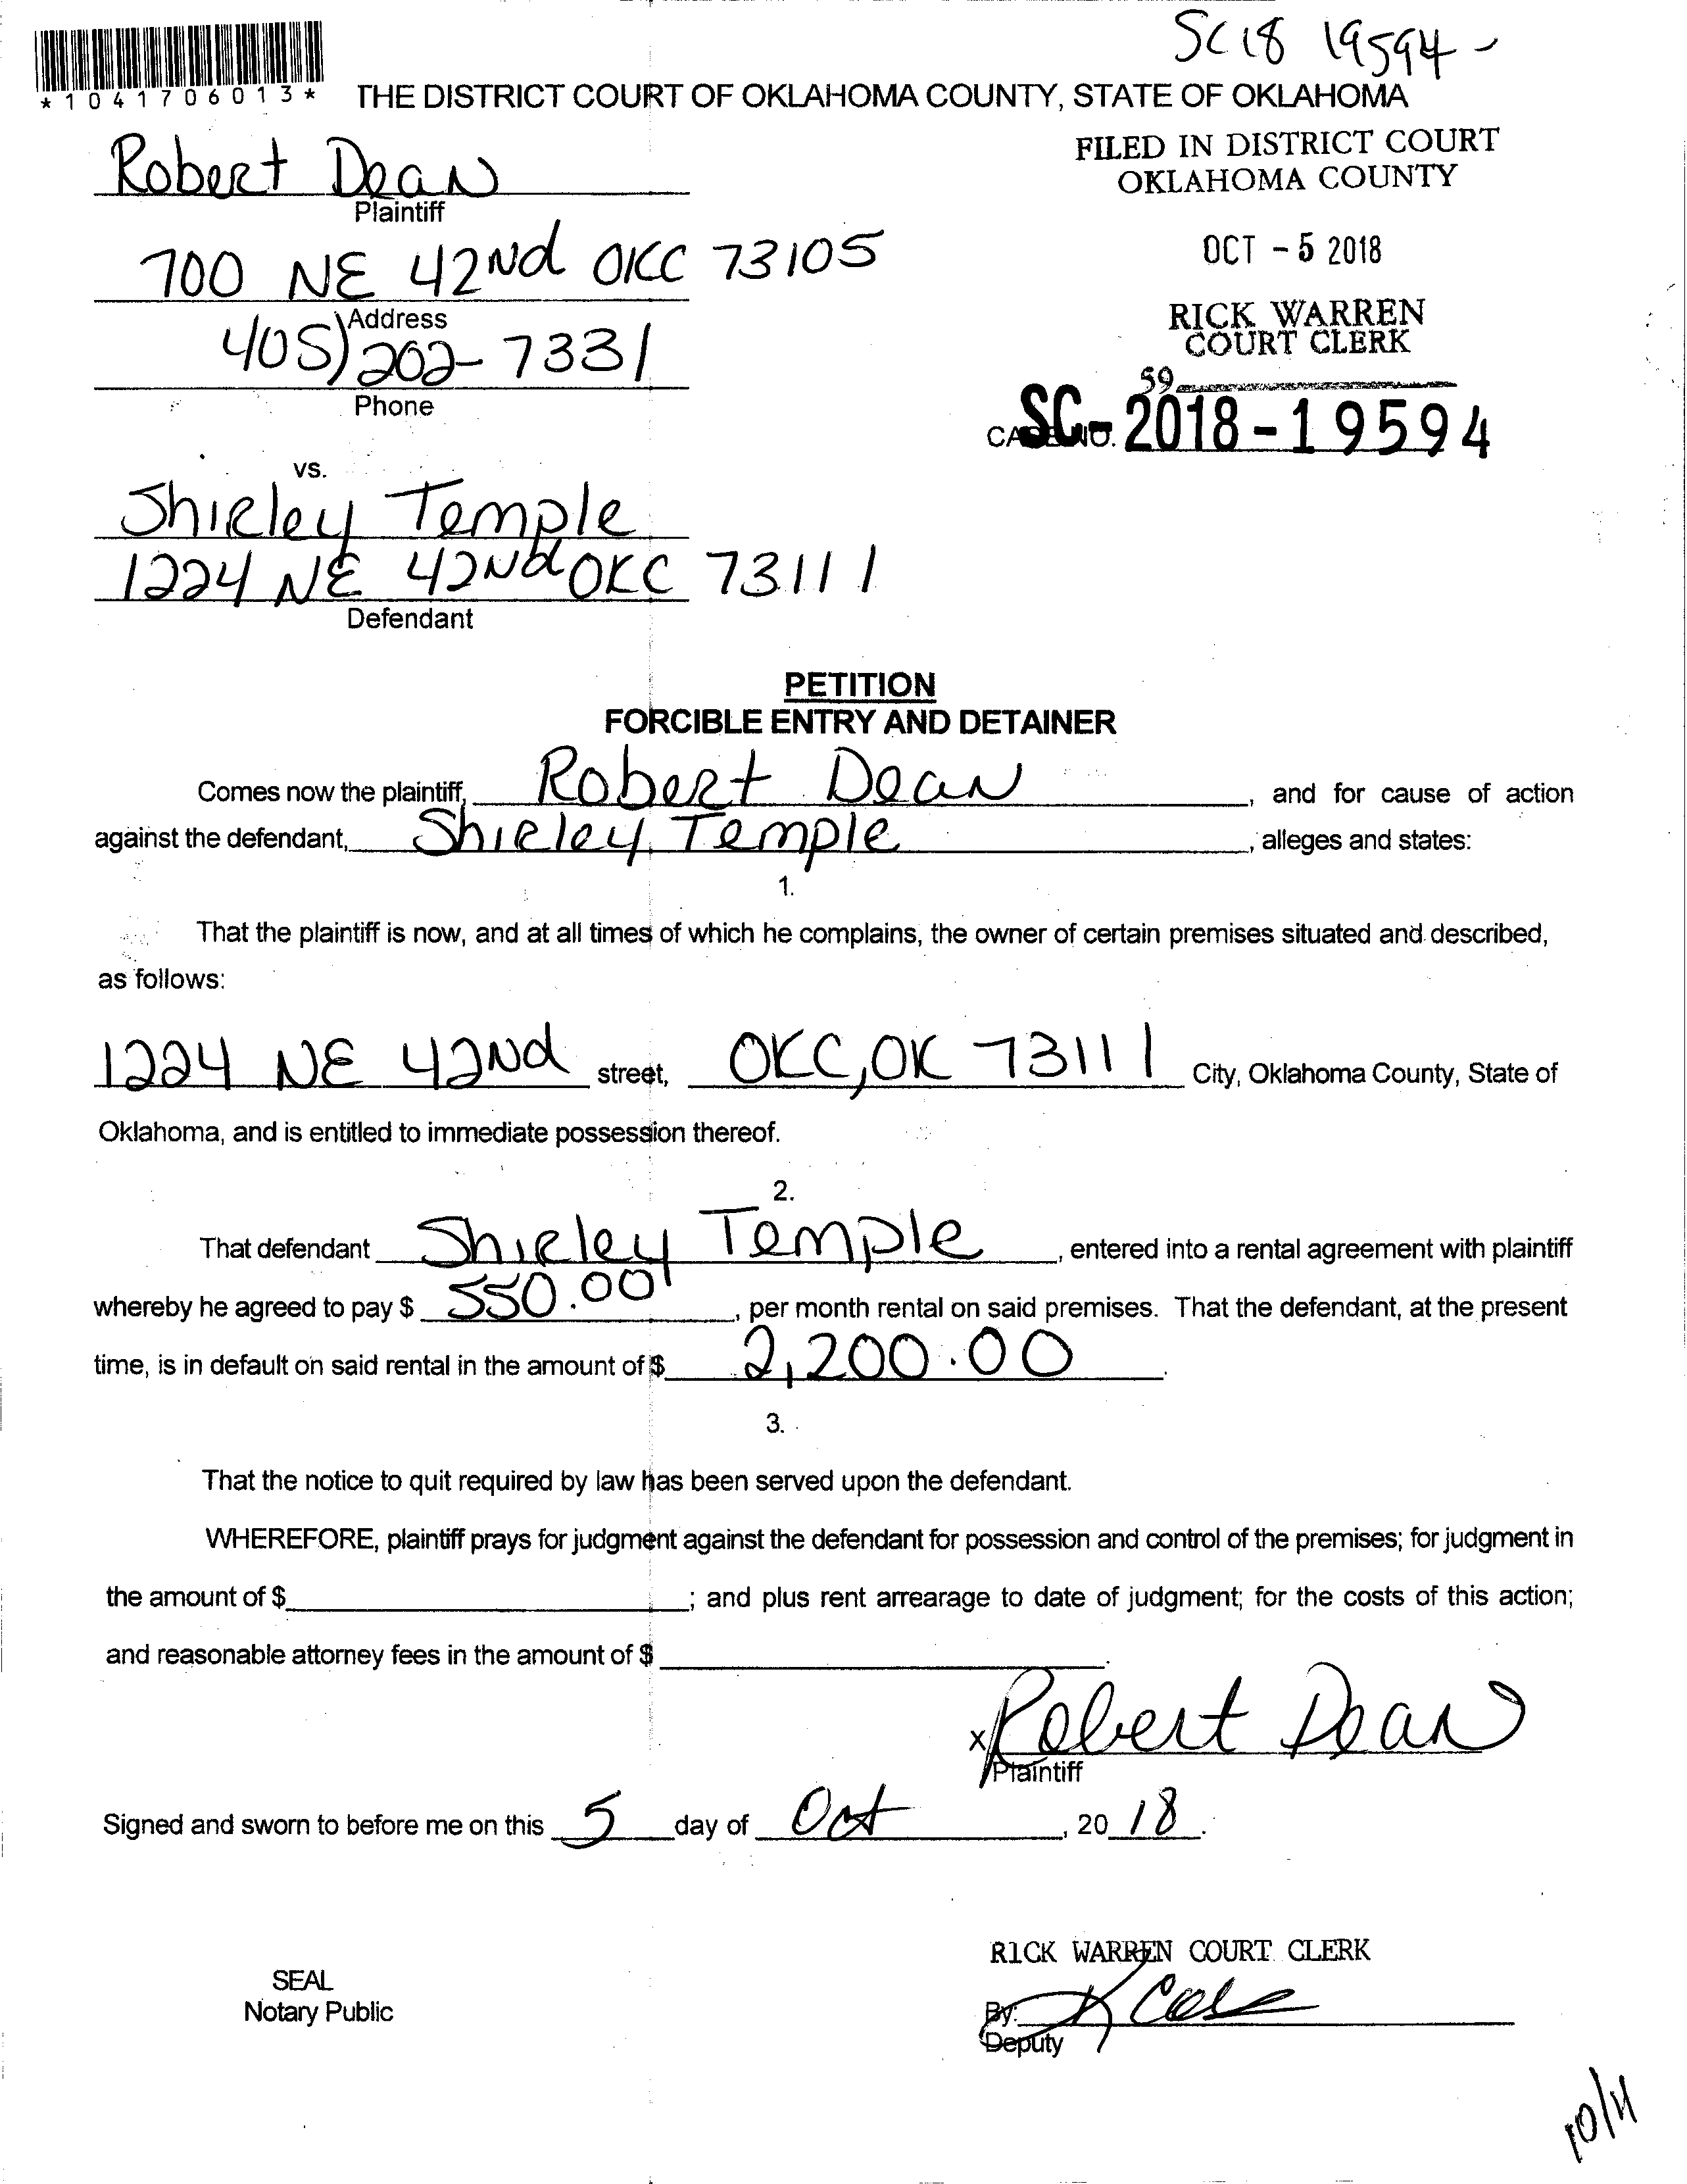 SC18 19594-
*1041706013*
THE DISTRICT COURT OF OKLAHOMA COUNTY, STATE OF OKLAHOMA
FILED IN DISTRICT COURT
OKLAHOMA COUNTY
Robert Dean
Plaintiff
OCT - 5 2018
700 NE 42nd OKC 73105
Address
RICK WARREN
COURT CLERK
405) 202-7331
Phone
59
CASE NO. SC-2018-19594
vs.
Shirley Temple
1224 NE 42nd OKC 73111
Defendant
PETITION
FORCIBLE ENTRY AND DETAINER
Comes now the plaintiff, Robert Dean, and for cause of action
against the defendant, Shirley Temple, alleges and states:
1.
That the plaintiff is now, and at all times of which he complains, the owner of certain premises situated and described,
as follows:
1224 NE 42nd street, OKC, OK 73111 City, Oklahoma County, State of
Oklahoma, and is entitled to immediate possession thereof.
2.
That defendant Shirley Temple, entered into a rental agreement with plaintiff
whereby he agreed to pay $ 550.00, per month rental on said premises. That the defendant, at the present
time, is in default on said rental in the amount of $ 2,200.00.
3.
That the notice to quit required by law has been served upon the defendant.
WHEREFORE, plaintiff prays for judgment against the defendant for possession and control of the premises; for judgment in
the amount of $ ; and plus rent arrearage to date of judgment; for the costs of this action;
and reasonable attorney fees in the amount of $ .
x Robert Dean
Plaintiff
Signed and sworn to before me on this 5 day of Oct, 20 18.
RICK WARREN COURT CLERK
SEAL
Notary Public
By:
Deputy
10/11